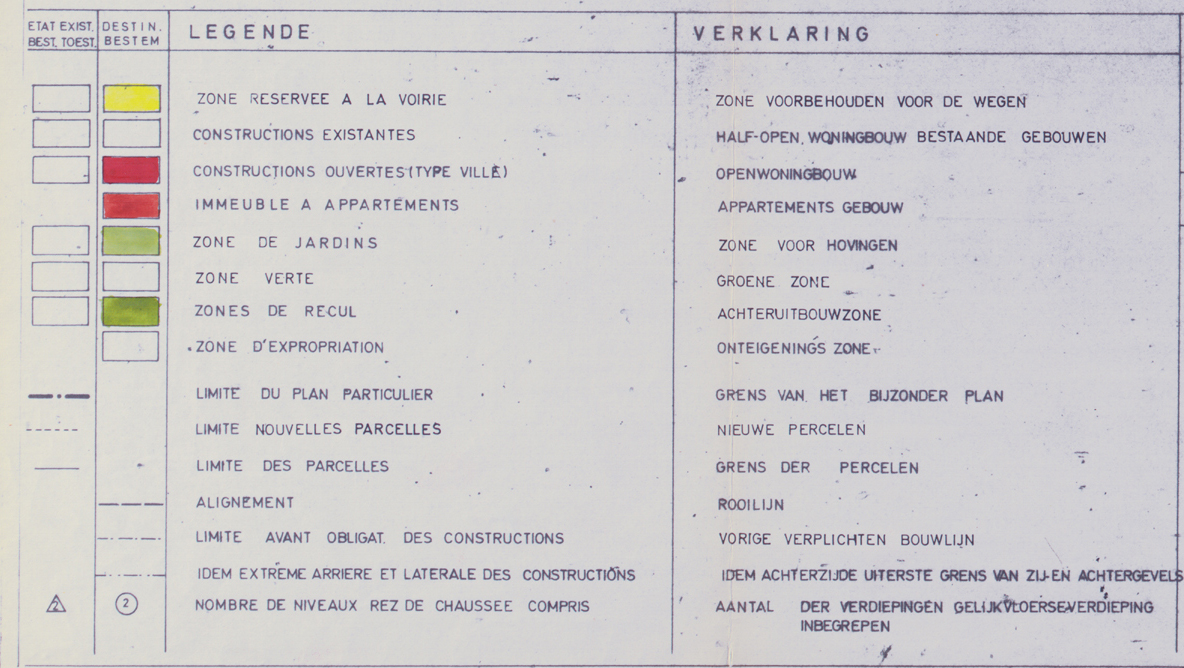 ETAT EXIST. DESTIN. LEGENDE VERKLARING
BEST. TOEST. BESTEM
ZONE RESERVEE A LA VOIRIE ZONE VOORBEHOUDEN VOOR DE WEGEN
CONSTRUCTIONS EXISTANTES HALF-OPEN, WONINGBOUW BESTAANDE GEBOUWEN
CONSTRUCTIONS OUVERTES (TYPE VILLE) OPENWONINGBOUW
IMMEUBLE A APPARTEMENTS APPARTEMENTS GEBOUW
ZONE DE JARDINS ZONE VOOR HOVINGEN
ZONE VERTE GROENE ZONE
ZONES DE RECUL ACHTERUITBOUWZONE
ZONE D'EXPROPRIATION ONTEIGENINGS ZONE
LIMITE DU PLAN PARTICULIER GRENS VAN HET BIJZONDER PLAN
LIMITE NOUVELLES PARCELLES NIEUWE PERCELEN
LIMITE DES PARCELLES GRENS DER PERCELEN
ALIGNEMENT ROOILIJN
LIMITE AVANT OBLIGAT. DES CONSTRUCTIONS VORIGE VERPLICHTEN BOUWLIJN
IDEM EXTREME ARRIERE ET LATERALE DES CONSTRUCTIONS IDEM ACHTERZIJDE UITERSTE GRENS VAN ZIJ-EN ACHTERGEVELS
2 2 NOMBRE DE NIVEAUX REZ DE CHAUSSEE COMPRIS AANTAL DER VERDIEPINGEN GELIJKVLOERSEVERDIEPING
INBEGREPEN